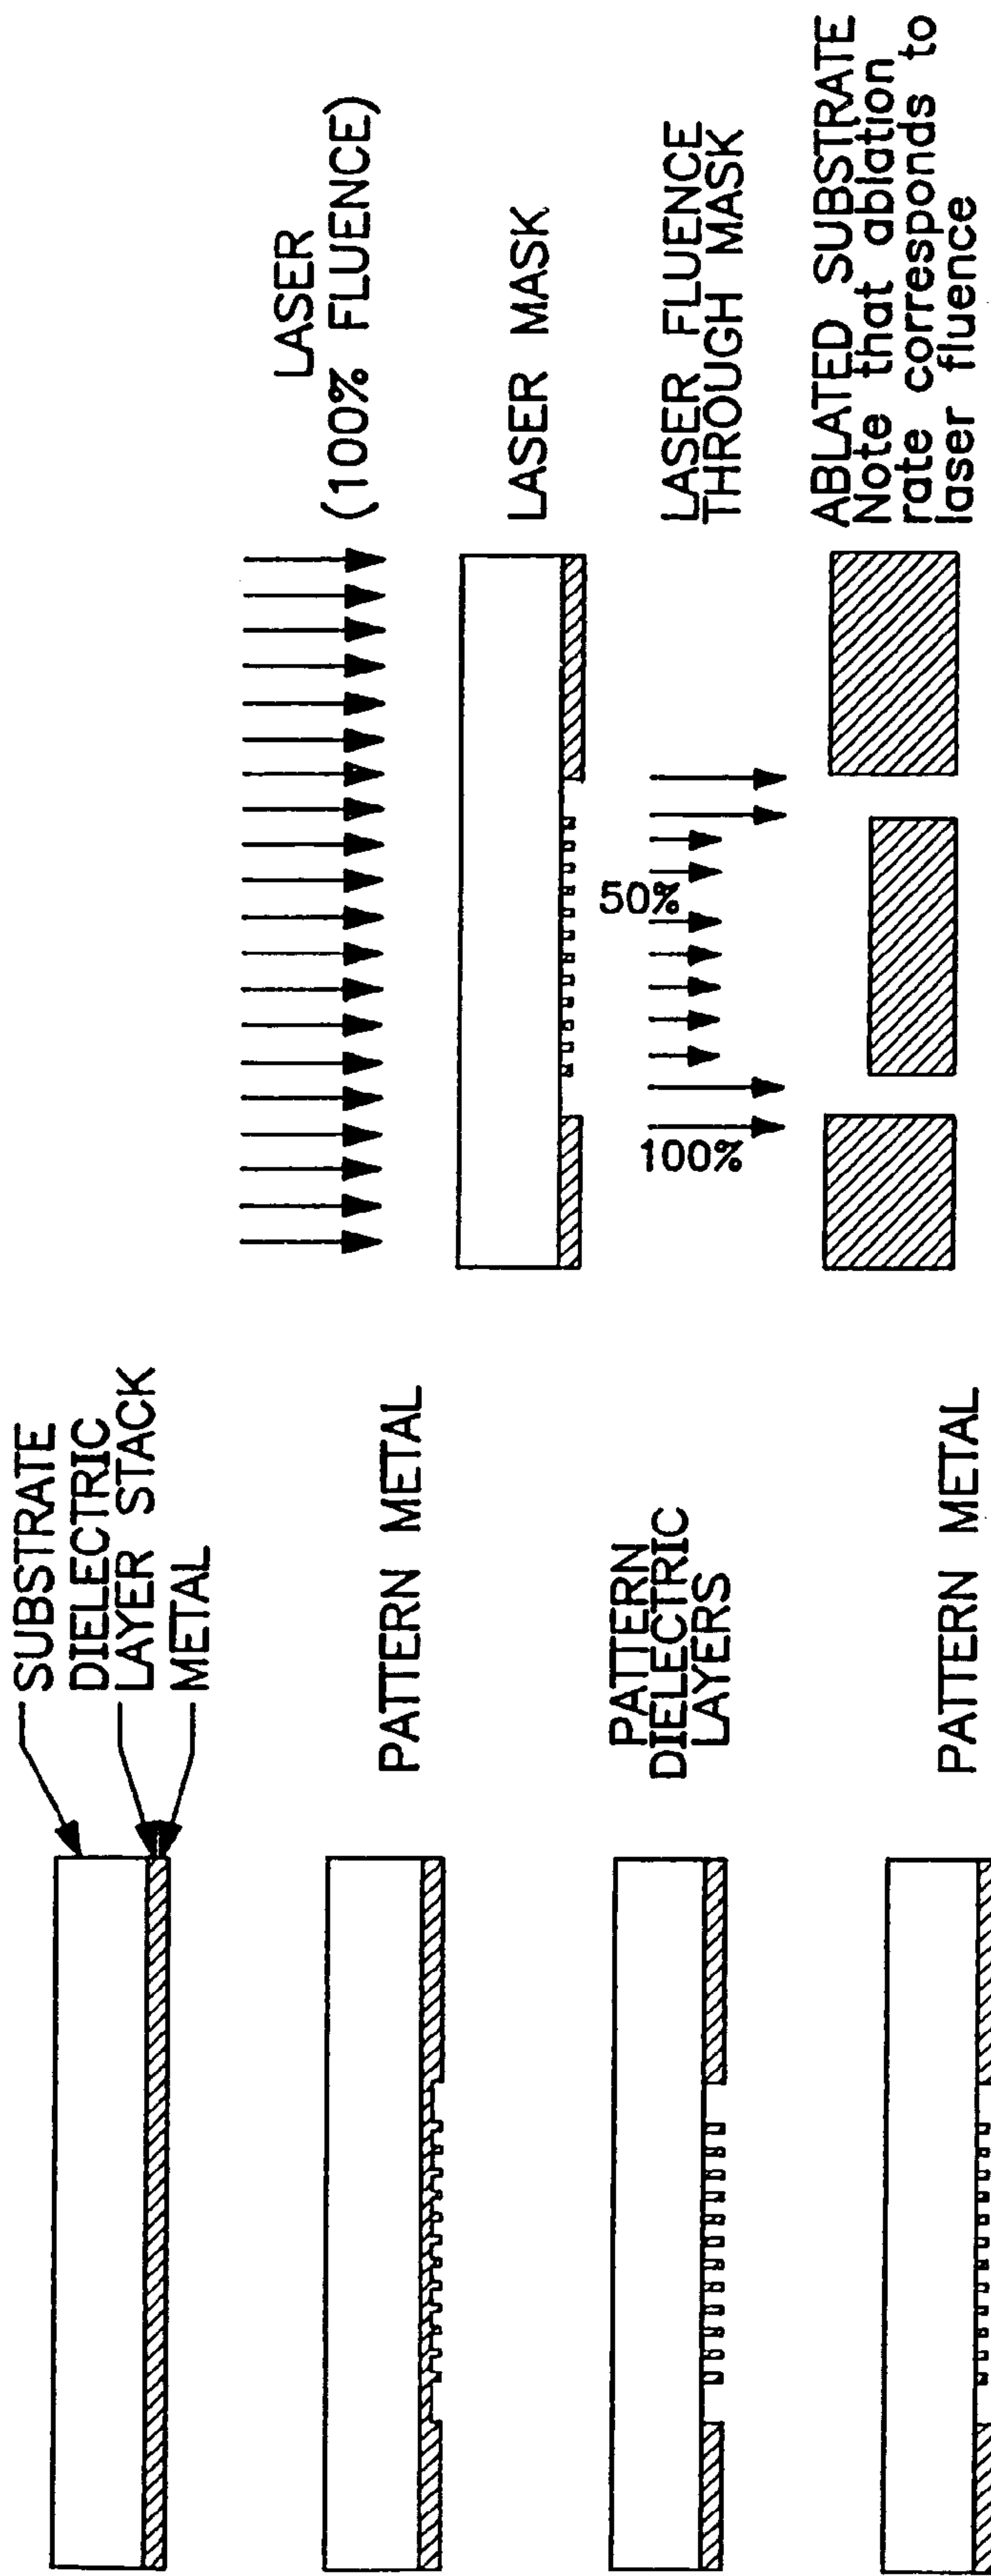 SUBSTRATE
DIELECTRIC
LAYER STACK
METAL
PATTERN METAL
PATTERN
DIELECTRIC
LAYERS
PATTERN METAL
LASER
(100% FLUENCE)
LASER MASK
50%
100%
LASER FLUENCE
THROUGH MASK
ABLATED SUBSTRATE
Note that ablation
rate corresponds to
laser fluence